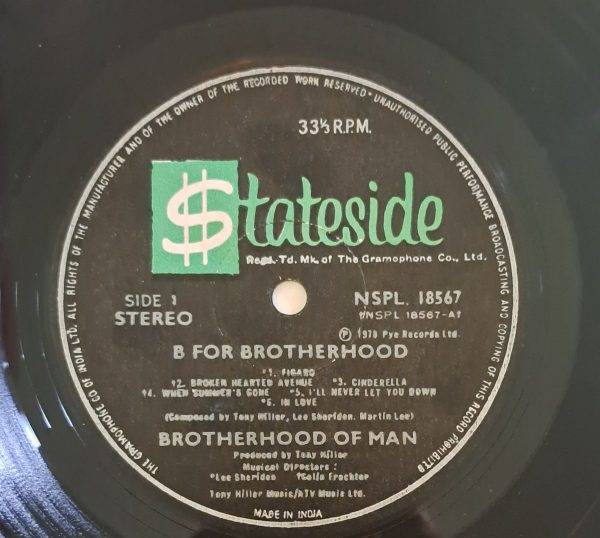 THE GRAMOPHONE CO OF INDIA LTD. ALL RIGHTS OF THE MANUFACTURER AND OF THE OWNER OF THE RECORDED WORK RESERVED • UNAUTHORISED PUBLIC PERFORMANCE BROADCASTING AND COPYING OF THIS RECORD PROHIBITED
33⅓ R.P.M.
$tateside
Regd. Td. Mk. of The Gramophone Co., Ltd.
SIDE 1
STEREO
NSPL. 18567
(NSPL 18567-A)
℗ 1978 Pye Records Ltd.
B FOR BROTHERHOOD
*1. FIGARO
†2. BROKEN HEARTED AVENUE *3. CINDERELLA
†4. WHEN SUMMER'S GONE *5. I'LL NEVER LET YOU DOWN
*6. IN LOVE
(Composed by Tony Hiller, Lee Sheriden, Martin Lee)
BROTHERHOOD OF MAN
Produced by Tony Hiller
Musical Directors :
*Lee Sheriden †Colin Frechter
Tony Hiller Music/ATV Music Ltd.
MADE IN INDIA